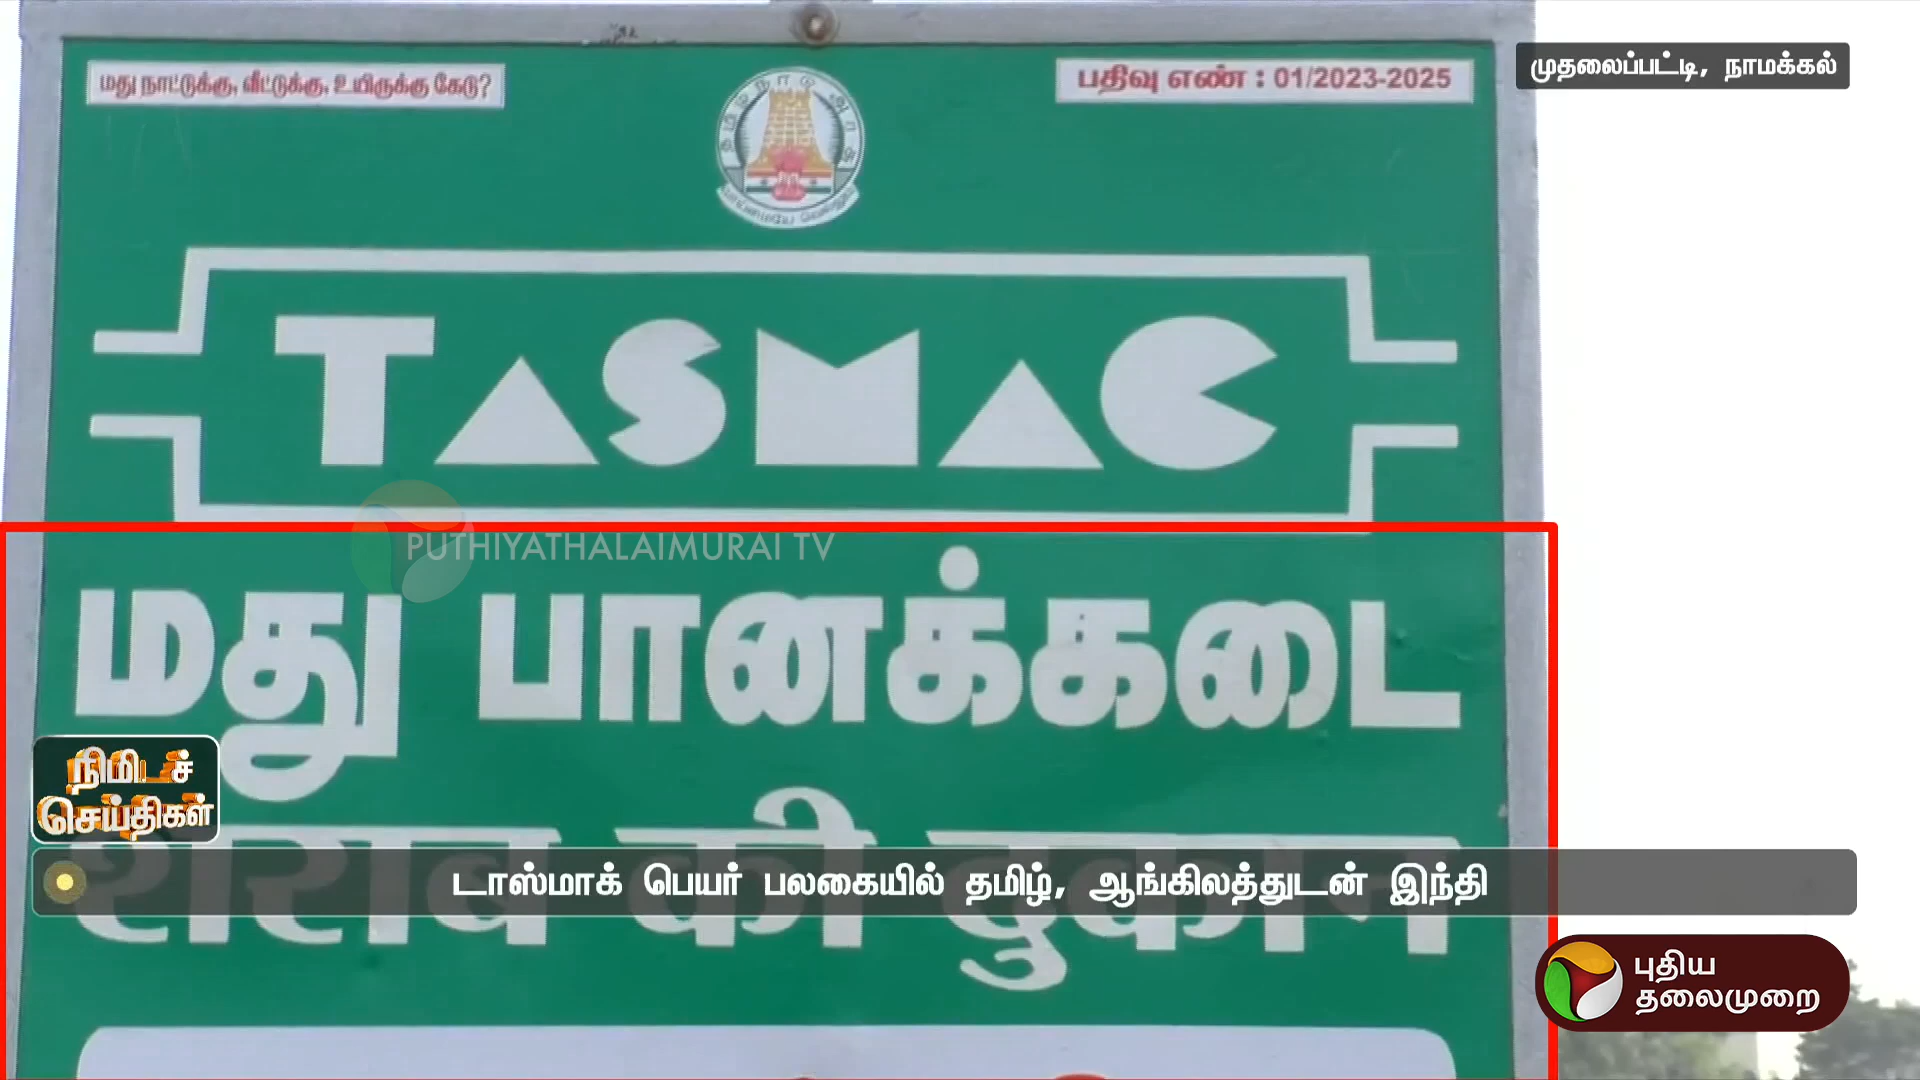 மது நாட்டுக்கு, வீட்டுக்கு, உயிருக்கு கேடு?
பதிவு எண் : 01/2023-2025
முதலைப்பட்டி, நாமக்கல்
TASMAC
PUTHIYATHALAIMURAI TV
மது பானக்கடை
நிமிடச்
செய்திகள்
शराब की दुकान
டாஸ்மாக் பெயர் பலகையில் தமிழ், ஆங்கிலத்துடன் இந்தி
புதிய
தலைமுறை